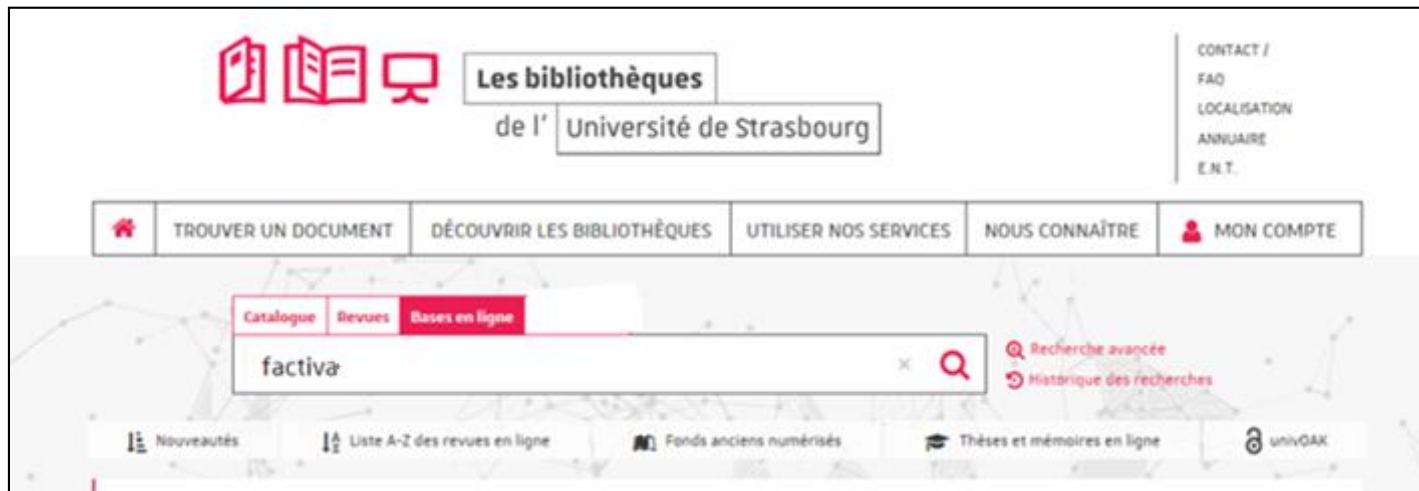 Les bibliothèques
de l' Université de Strasbourg
CONTACT /
FAQ
LOCALISATION
ANNUAIRE
E.N.T.
TROUVER UN DOCUMENT DÉCOUVRIR LES BIBLIOTHÈQUES UTILISER NOS SERVICES NOUS CONNAÎTRE MON COMPTE
Catalogue Revues Bases en ligne
factiva
Recherche avancée
Historique des recherches
Nouveautés Liste A-Z des revues en ligne Fonds anciens numérisés Thèses et mémoires en ligne univOAK